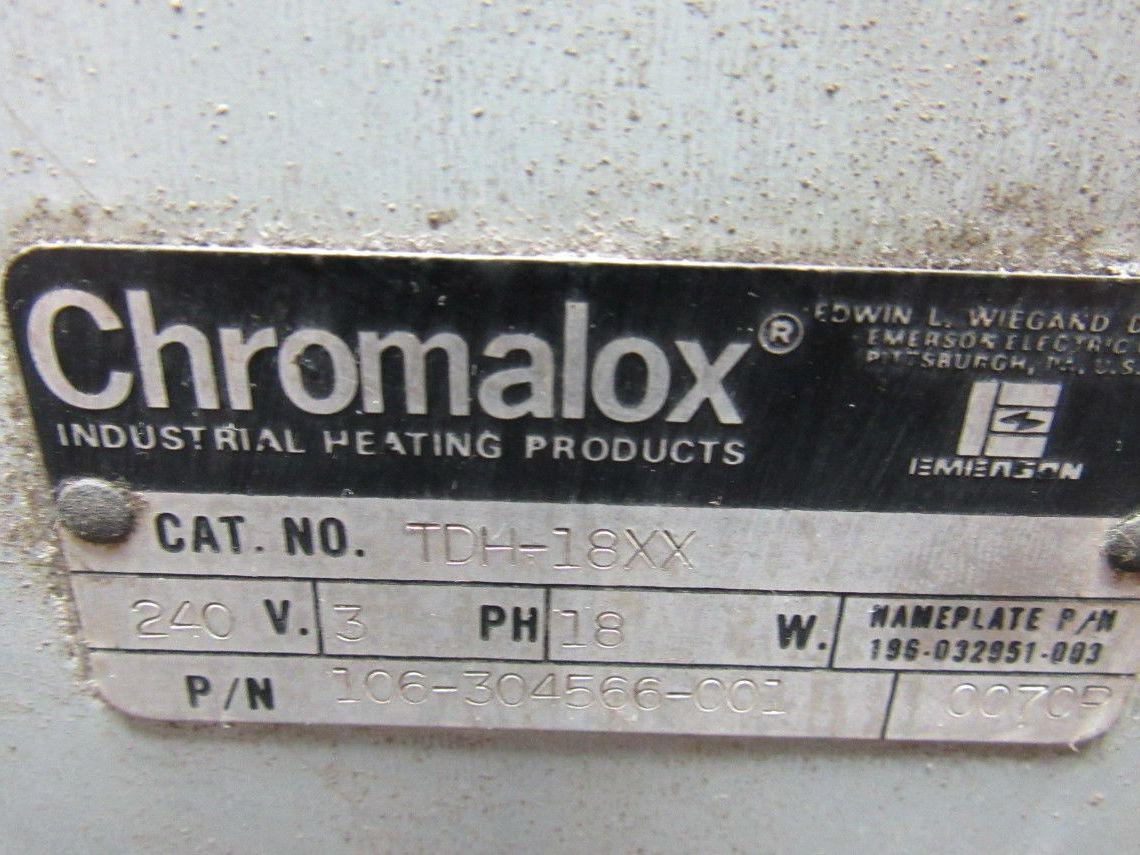 Chromalox®
INDUSTRIAL HEATING PRODUCTS
EDWIN L. WIEGAND
EMERSON ELECTRIC
PITTSBURGH, PA. U.S.
EMERSON
CAT. NO. TDH-18XX
240 V. 3 PH 18 W.
NAMEPLATE P/N
196-032951-003
P/N 106-304566-001